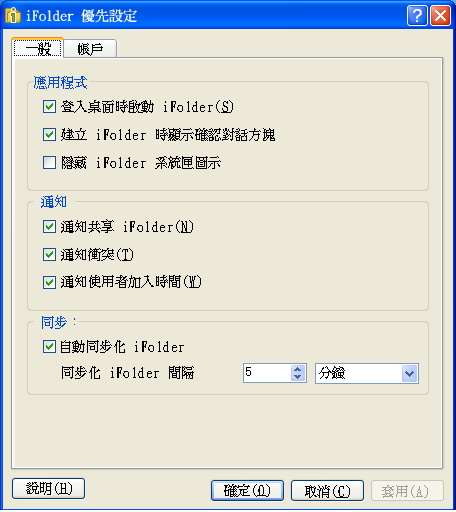 iFolder 優先設定
一般 帳戶
應用程式
登入桌面時啟動 iFolder(S)
建立 iFolder 時顯示確認對話方塊
隱藏 iFolder 系統匣圖示
通知
通知共享 iFolder(N)
通知衝突(T)
通知使用者加入時間(W)
同步：
自動同步化 iFolder
同步化 iFolder 間隔 5 分鐘
說明(H) 確定(O) 取消(C) 套用(A)